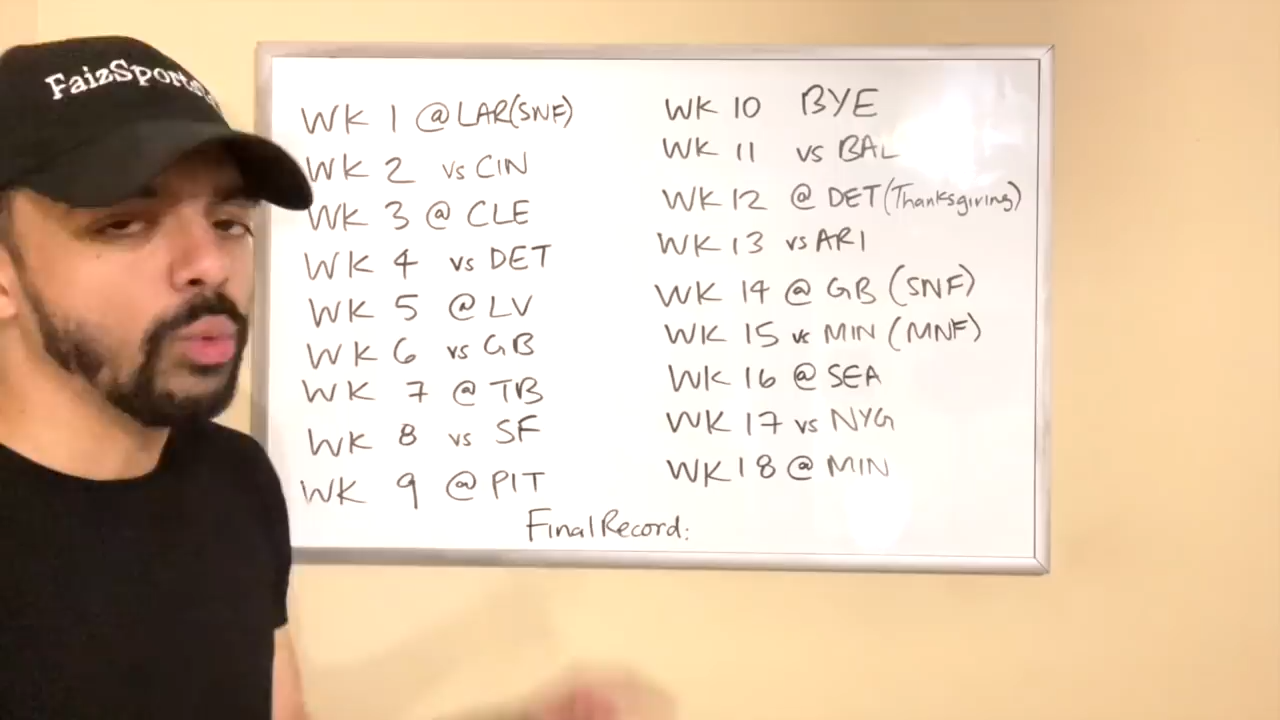 FaizSports
WK 1 @ LAR(SNF)
WK 2 vs CIN
WK 3 @ CLE
WK 4 vs DET
WK 5 @ LV
WK 6 vs GB
WK 7 @ TB
WK 8 vs SF
WK 9 @ PIT
WK 10 BYE
WK 11 vs BAL
WK 12 @ DET (Thanksgiving)
WK 13 vs ARI
WK 14 @ GB (SNF)
WK 15 vs MIN (MNF)
WK 16 @ SEA
WK 17 vs NYG
WK 18 @ MIN
Final Record: